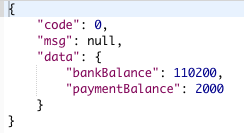 {
    "code": 0,
    "msg": null,
    "data": {
        "bankBalance": 110200,
        "paymentBalance": 2000
    }
}